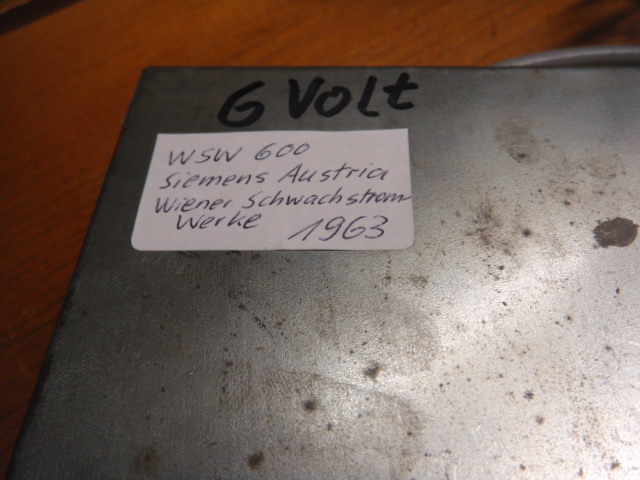 6 Volt
WSW 600
Siemens Austria
Wiener Schwachstrom
Werke 1963